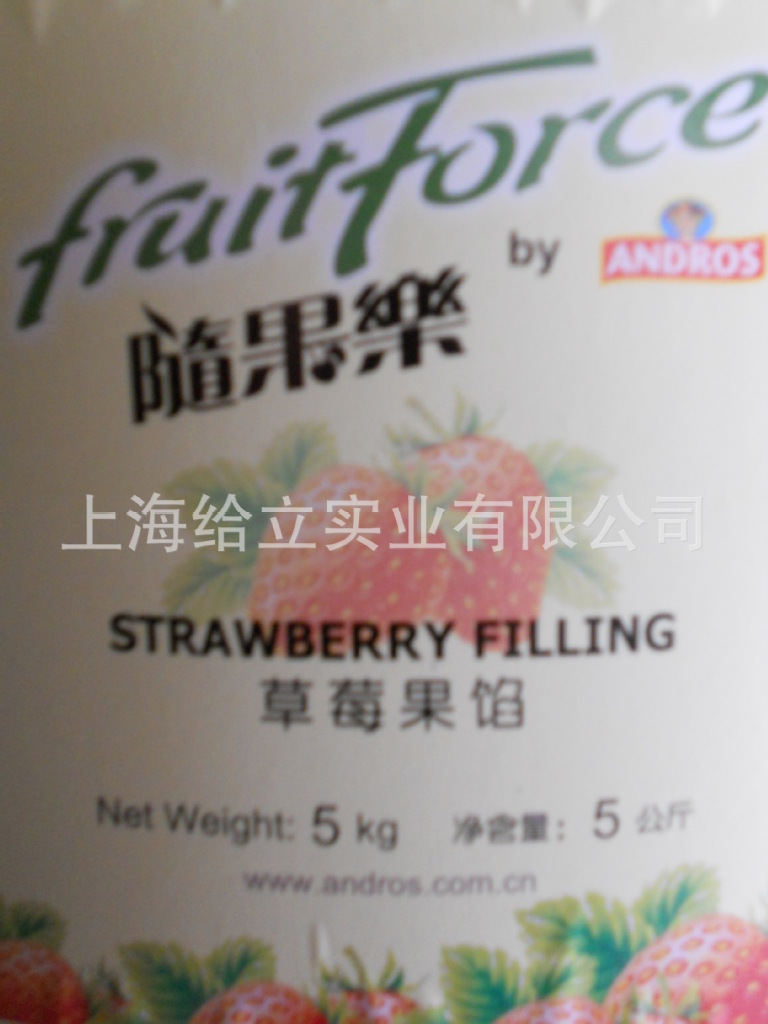 fruitForce
by ANDROS
隨果樂
上海给立实业有限公司
STRAWBERRY FILLING
草莓果馅
Net Weight: 5 kg 净含量: 5 公斤
www.andros.com.cn